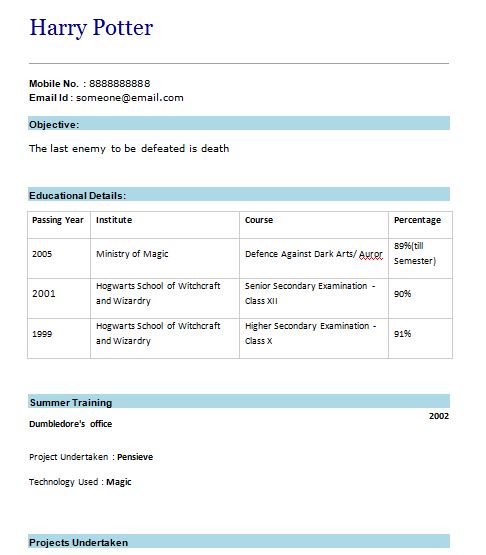 Harry Potter
Mobile No. : 8888888888
Email Id : someone@email.com
Objective:
The last enemy to be defeated is death
Educational Details:
Passing Year Institute Course Percentage
2005 Ministry of Magic Defence Against Dark Arts/ Auror 89%(till
Semester)
2001 Hogwarts School of Witchcraft
and Wizardry Senior Secondary Examination -
Class XII 90%
1999 Hogwarts School of Witchcraft
and Wizardry Higher Secondary Examination -
Class X 91%
Summer Training
2002
Dumbledore's office
Project Undertaken : Pensieve
Technology Used : Magic
Projects Undertaken